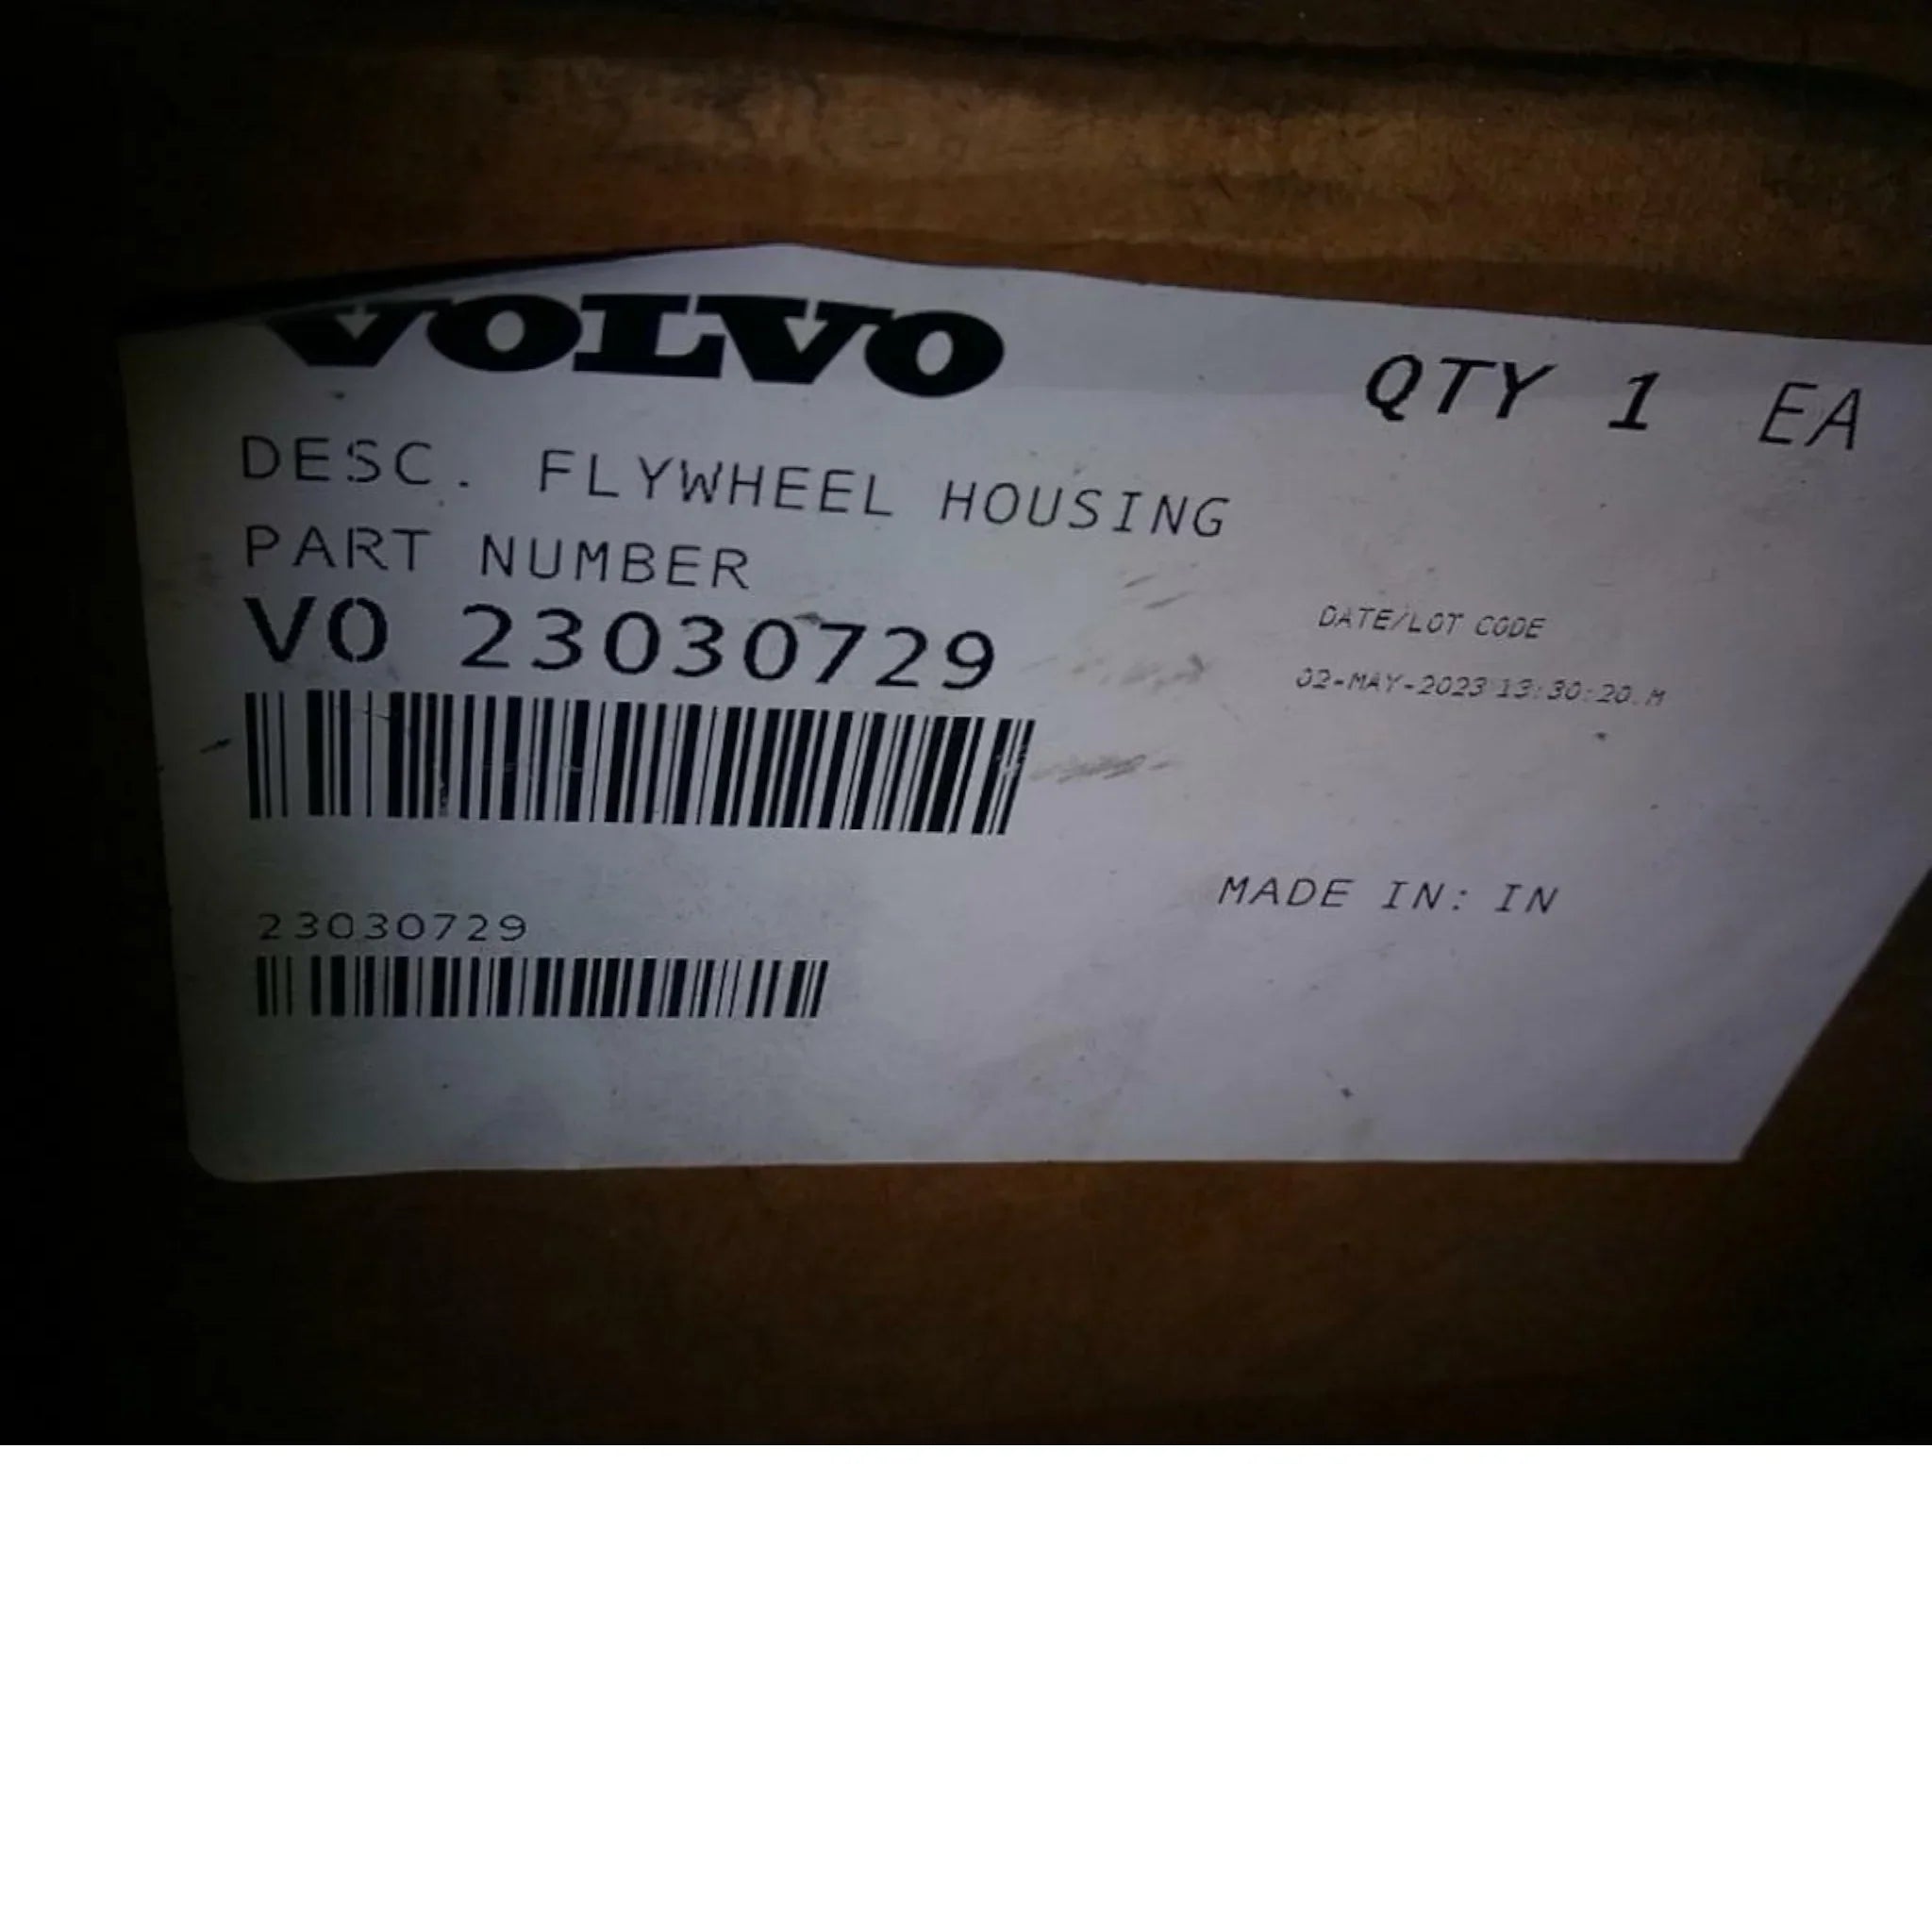 VOLVO
QTY 1 EA
DESC. FLYWHEEL HOUSING
PART NUMBER
VO 23030729
DATE/LOT CODE
02-MAY-2023 13:30:20.M
MADE IN: IN
23030729